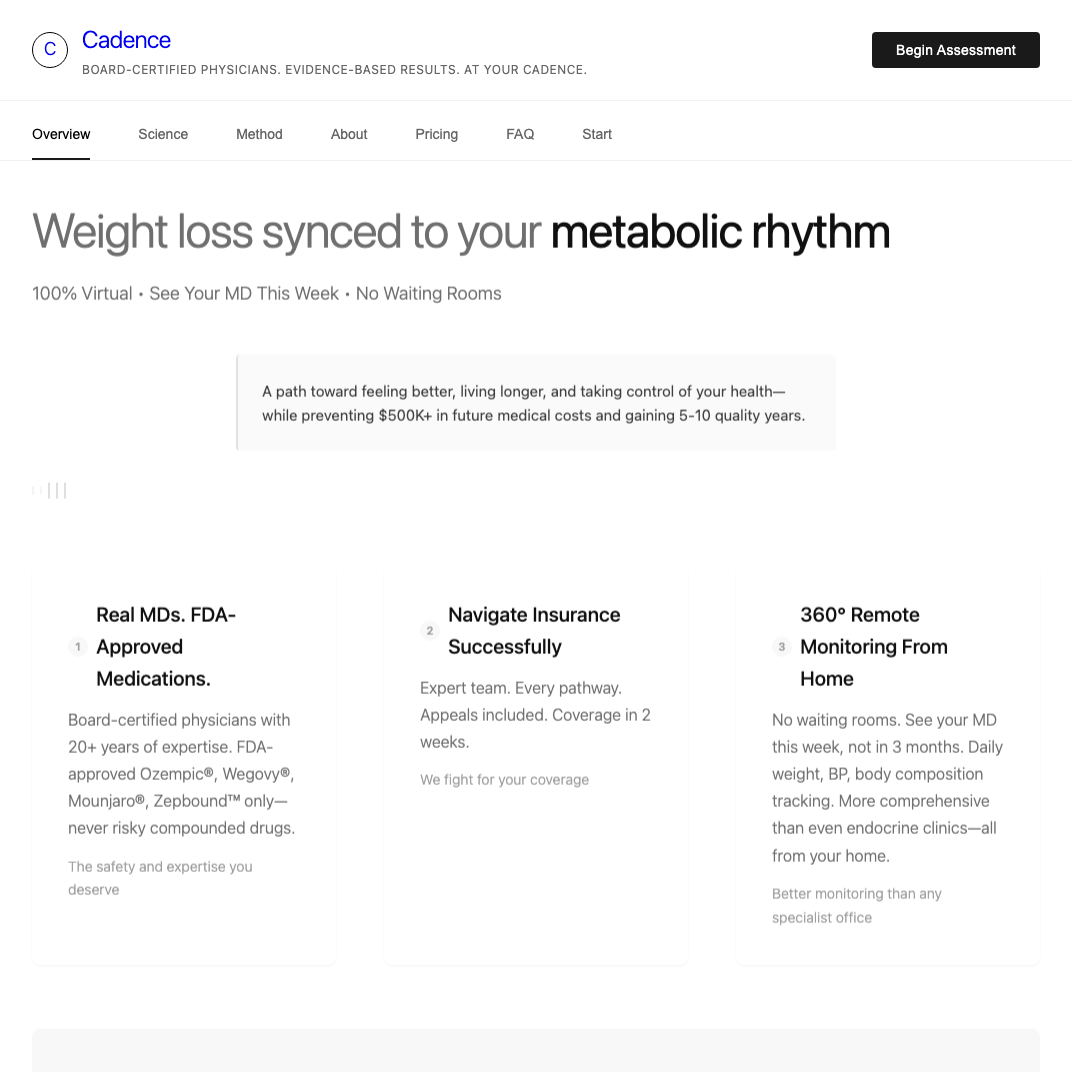 C
Cadence
BOARD-CERTIFIED PHYSICIANS. EVIDENCE-BASED RESULTS. AT YOUR CADENCE.
Begin Assessment
Overview Science Method About Pricing FAQ Start
Weight loss synced to your metabolic rhythm
100% Virtual • See Your MD This Week • No Waiting Rooms
A path toward feeling better, living longer, and taking control of your health—
while preventing $500K+ in future medical costs and gaining 5-10 quality years.
1
Real MDs. FDA-
Approved
Medications.
Board-certified physicians with
20+ years of expertise. FDA-
approved Ozempic®, Wegovy®,
Mounjaro®, Zepbound™ only—
never risky compounded drugs.
The safety and expertise you
deserve
2
Navigate Insurance
Successfully
Expert team. Every pathway.
Appeals included. Coverage in 2
weeks.
We fight for your coverage
3
360° Remote
Monitoring From
Home
No waiting rooms. See your MD
this week, not in 3 months. Daily
weight, BP, body composition
tracking. More comprehensive
than even endocrine clinics—all
from your home.
Better monitoring than any
specialist office